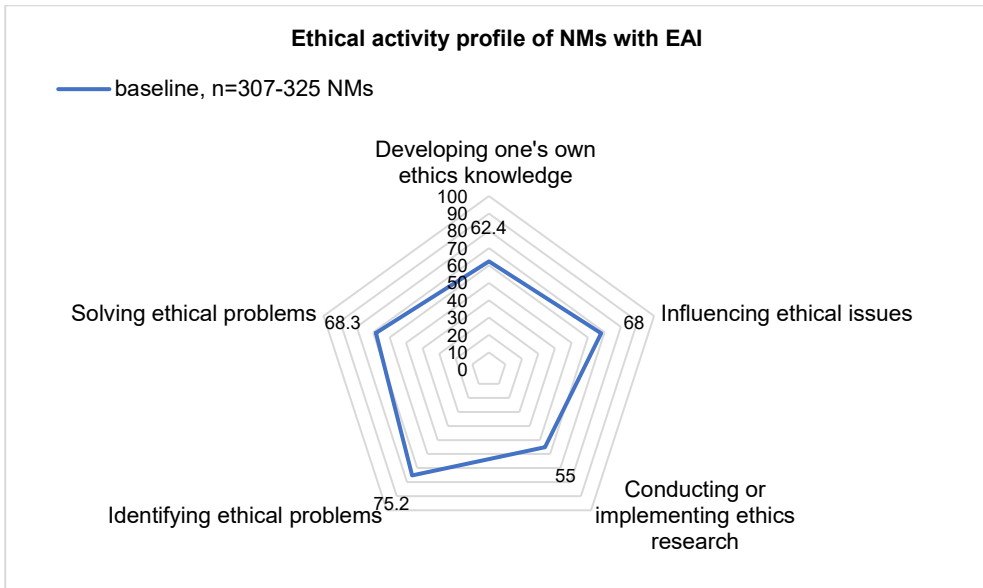 Ethical activity profile of NMs with EAI
baseline, n=307-325 NMs
Developing one's own
ethics knowledge
100
90
80
70
60
50
40
30
20
10
0
62.4
Solving ethical problems
68.3
68
Influencing ethical issues
Identifying ethical problems
75.2
55
Conducting or
implementing ethics
research